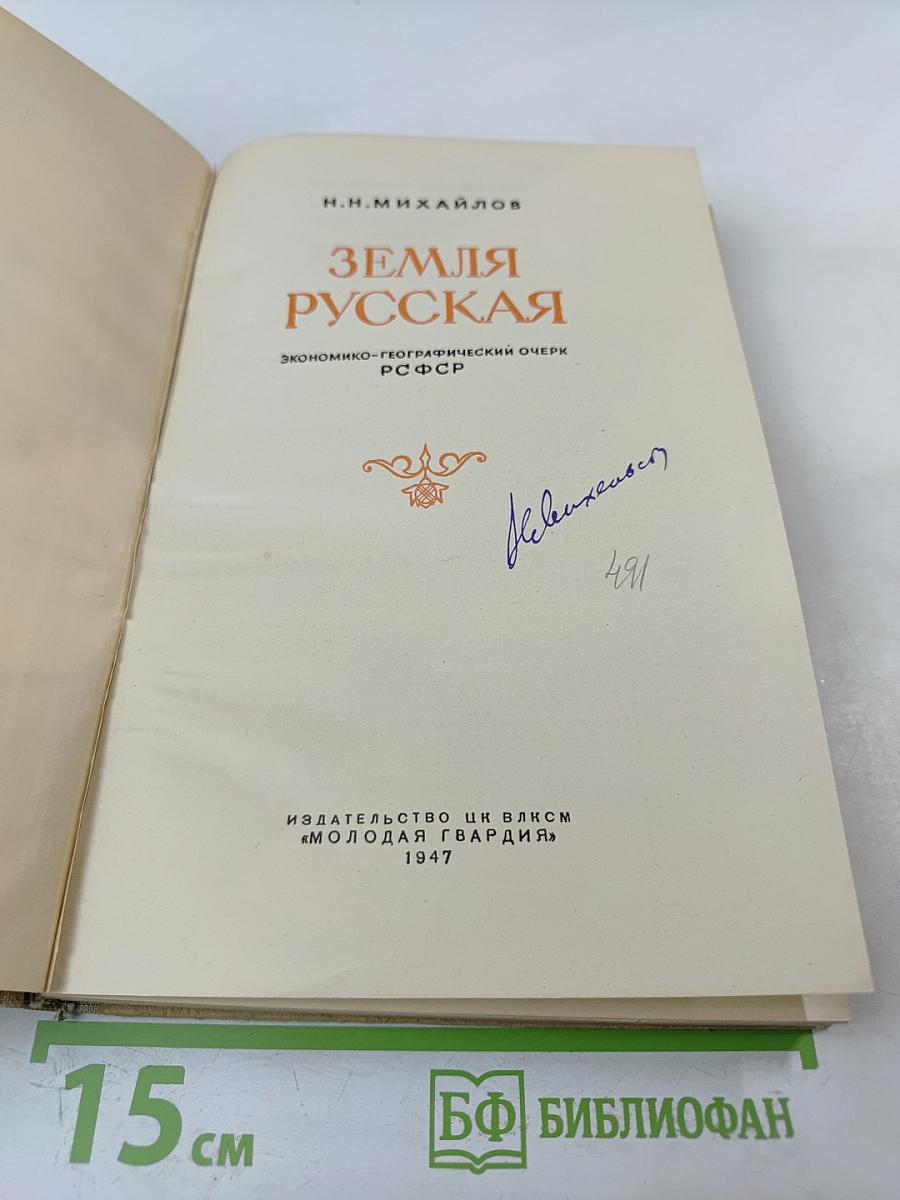 Н.Н.МИХАЙЛОВ
ЗЕМЛЯ
РУССКАЯ
ЭКОНОМИКО-ГЕОГРАФИЧЕСКИЙ ОЧЕРК
РСФСР
491
ИЗДАТЕЛЬСТВО ЦК ВЛКСМ
«МОЛОДАЯ ГВАРДИЯ»
1947
15 см
БФ БИБЛИОФАН